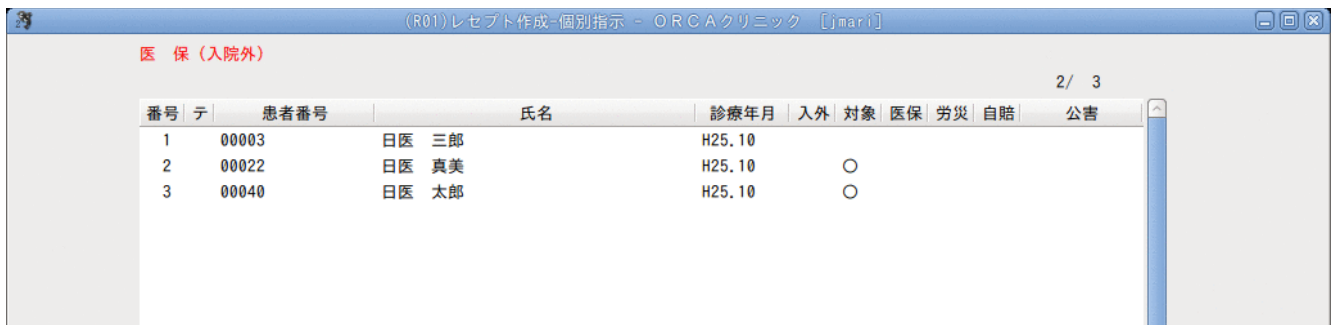 (R01)レセプト作成-個別指示 - ＯＲＣＡクリニック [jmari]
医　保（入院外）
2/ 3
番号 テ 患者番号 氏名 診療年月 入外 対象 医保 労災 自賠 公害
1 00003 日医　三郎 H25.10
2 00022 日医　真美 H25.10 ○
3 00040 日医　太郎 H25.10 ○